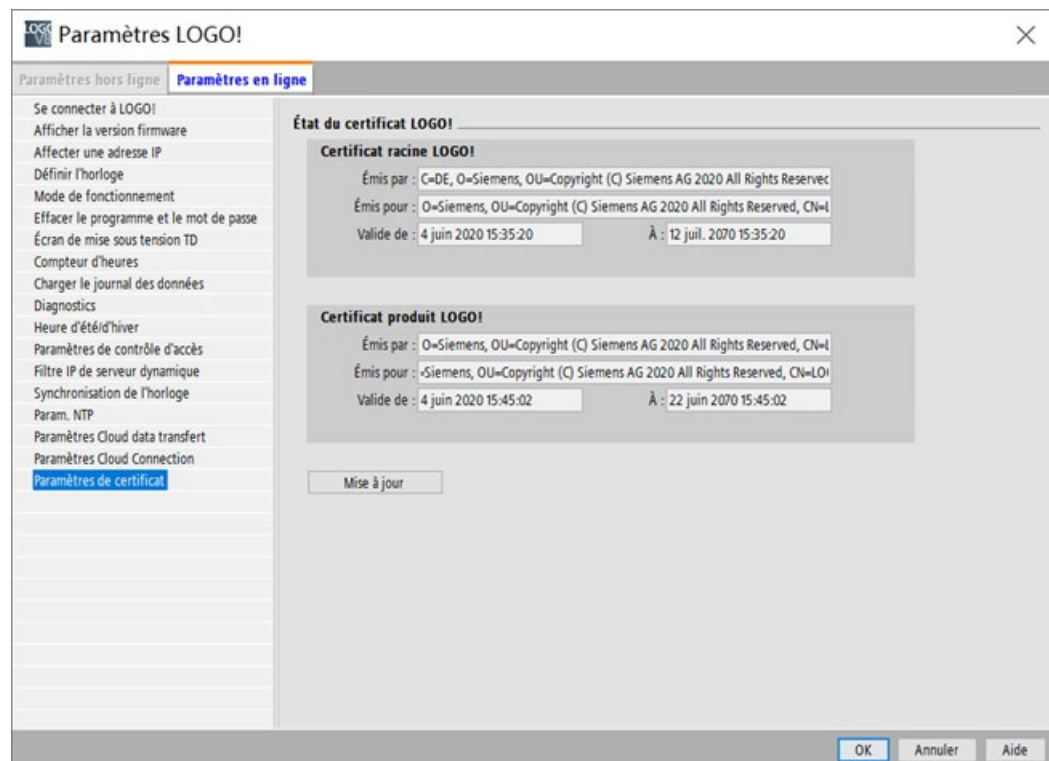 Paramètres LOGO!
Paramètres hors ligne Paramètres en ligne
Se connecter à LOGO!
Afficher la version firmware
Affecter une adresse IP
Définir l'horloge
Mode de fonctionnement
Effacer le programme et le mot de passe
Écran de mise sous tension TD
Compteur d'heures
Charger le journal des données
Diagnostics
Heure d'été/d'hiver
Paramètres de contrôle d'accès
Filtre IP de serveur dynamique
Synchronisation de l'horloge
Param. NTP
Paramètres Cloud data transfert
Paramètres Cloud Connection
Paramètres de certificat
État du certificat LOGO!
Certificat racine LOGO!
Émis par : C=DE, O=Siemens, OU=Copyright (C) Siemens AG 2020 All Rights Reserved
Émis pour : O=Siemens, OU=Copyright (C) Siemens AG 2020 All Rights Reserved, CN=L
Valide de : 4 juin 2020 15:35:20 À : 12 juil. 2070 15:35:20
Certificat produit LOGO!
Émis par : O=Siemens, OU=Copyright (C) Siemens AG 2020 All Rights Reserved, CN=L
Émis pour : =Siemens, OU=Copyright (C) Siemens AG 2020 All Rights Reserved, CN=LO
Valide de : 4 juin 2020 15:45:02 À : 22 juin 2070 15:45:02
Mise à jour
OK Annuler Aide